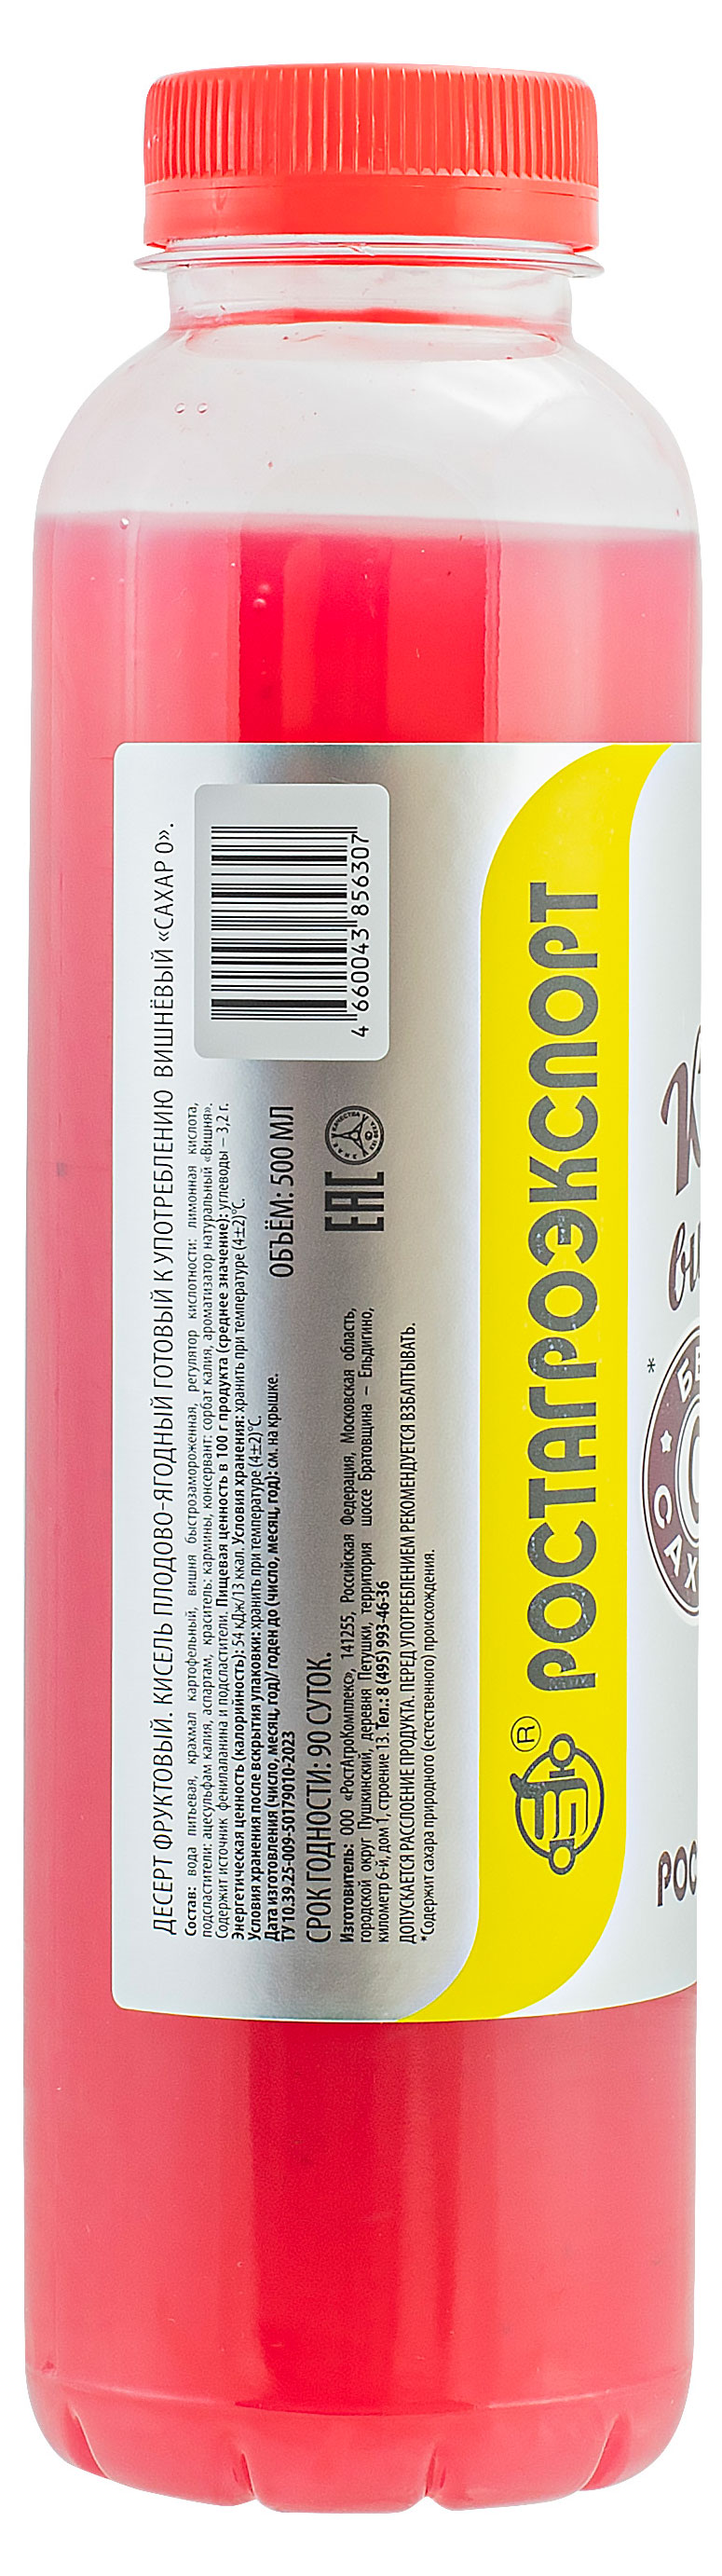 ДЕСЕРТ ФРУКТОВЫЙ. КИСЕЛЬ ПЛОДОВО-ЯГОДНЫЙ ГОТОВЫЙ К УПОТРЕБЛЕНИЮ ВИШНЁВЫЙ «САХАР 0».
Состав: вода питьевая, крахмал картофельный, вишня быстрозамороженная, регулятор кислотности: лимонная кислота,
подсластители: ацесульфам калия, аспартам, краситель: кармины, консервант: сорбат калия, ароматизатор натуральный «Вишня».
Содержит источник фенилаланина и подсластители. Пищевая ценность в 100 г продукта (среднее значение): углеводы – 3,2 г.
Энергетическая ценность (калорийность): 54 кДж/13 ккал. Условия хранения: хранить при температуре (4±2)°С.
Условия хранения после вскрытия упаковки: хранить при температуре (4±2)°С.
Дата изготовления (число, месяц, год)/ годен до (число, месяц, год): см. на крышке.
ТУ 10.39.25-009-50179010-2023
СРОК ГОДНОСТИ: 90 СУТОК.
ОБЪЁМ: 500 МЛ
Изготовитель: ООО «РостАгроКомплекс», 141255, Российская Федерация, Московская область,
городской округ Пушкинский, деревня Петушки, территория шоссе Братовщина – Ельдигино,
километр 6-й, дом 1, строение 13. Тел.: 8 (495) 993-46-36
ДОПУСКАЕТСЯ РАССЛОЕНИЕ ПРОДУКТА. ПЕРЕД УПОТРЕБЛЕНИЕМ РЕКОМЕНДУЕТСЯ ВЗБАЛТЫВАТЬ.
*Содержит сахара природного (естественного) происхождения.
EAC
4 660043 856307
РОСТАГРОЭКСПОРТ
®
*